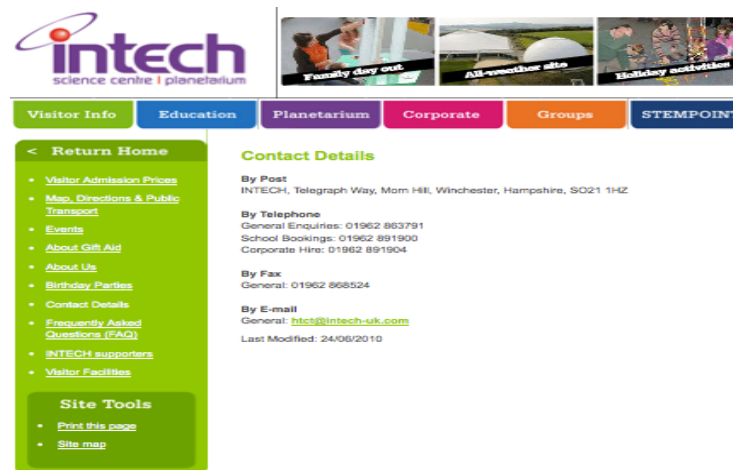 intech
science centre | planetarium
Family day out
All-weather site
Holiday activities
Visitor Info
Education
Planetarium
Corporate
Groups
STEMPOINT
< Return Home
• Visitor Admission Prices
• Map, Directions & Public
Transport
• Events
• About Gift Aid
• About Us
• Birthday Parties
• Contact Details
• Frequently Asked
Questions (FAQ)
• INTECH supporters
• Visitor Facilities
Site Tools
• Print this page
• Site map
Contact Details
By Post
INTECH, Telegraph Way, Morn Hill, Winchester, Hampshire, SO21 1HZ
By Telephone
General Enquiries: 01962 863791
School Bookings: 01962 891900
Corporate Hire: 01962 891904
By Fax
General: 01962 868524
By E-mail
General: htct@intech-uk.com
Last Modified: 24/06/2010